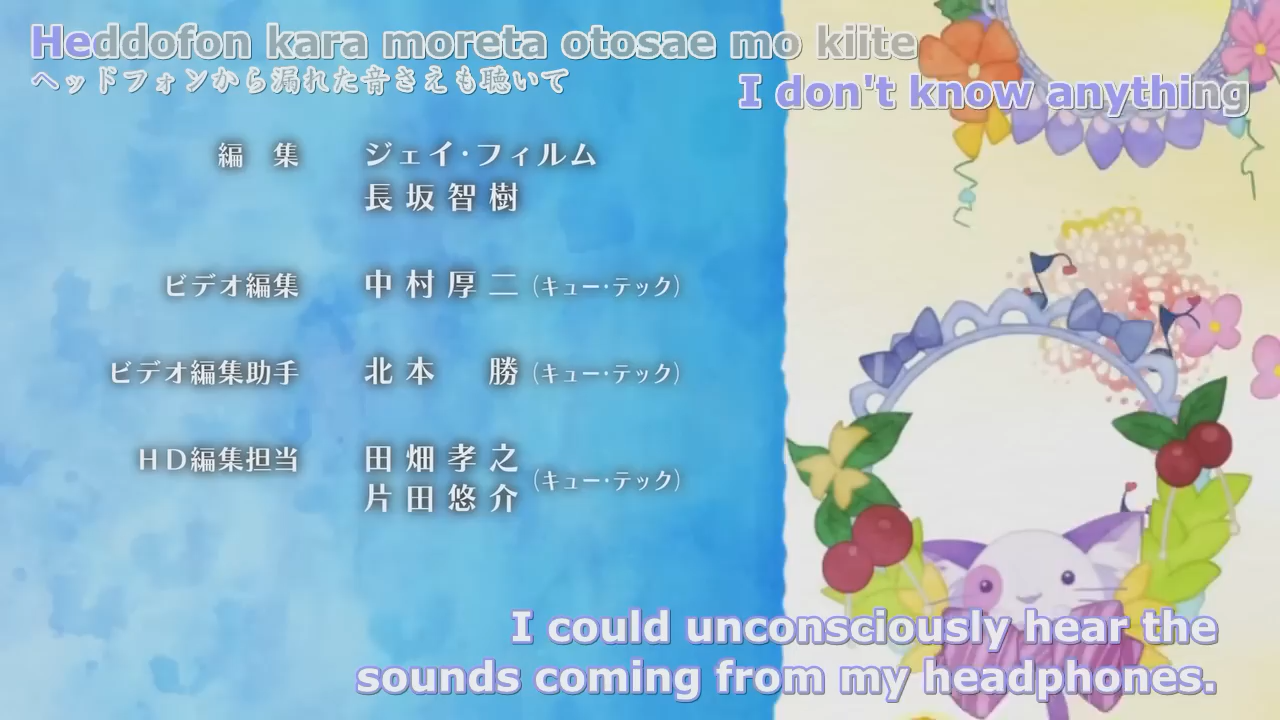 Heddofon kara moreta otosae mo kiite
ヘッドフォンから漏れた音さえも聴いて
I don't know anything
編 集 ジェイ・フィルム
長坂智樹
ビデオ編集 中村厚二 (キュー・テック)
ビデオ編集助手 北本 勝 (キュー・テック)
HD編集担当 田畑孝之
片田悠介 (キュー・テック)
I could unconsciously hear the
sounds coming from my headphones.